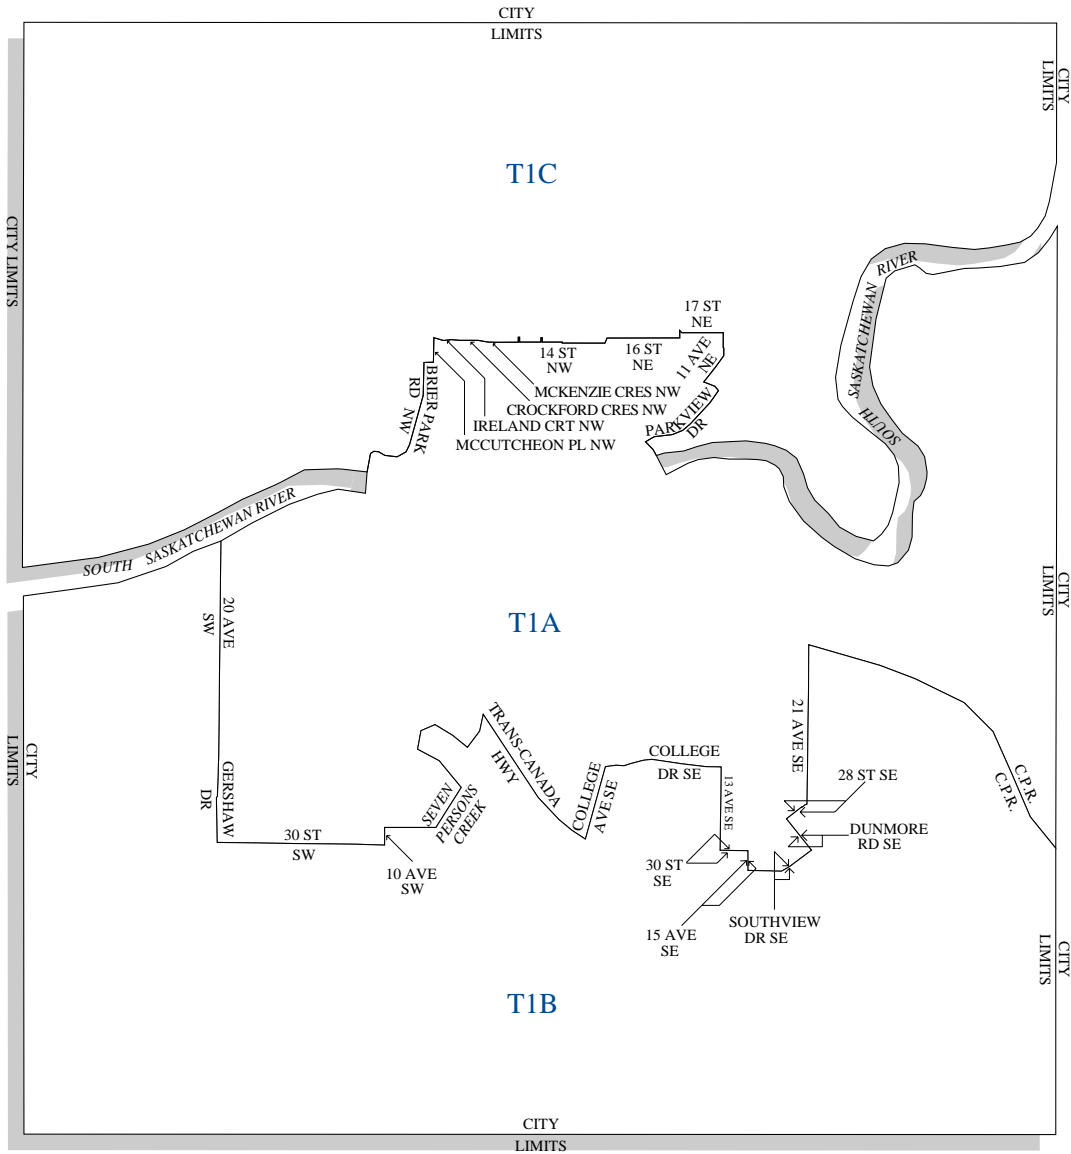 CITY
LIMITS
CITY
LIMITS
T1C
CITY LIMITS
SOUTH SASKATCHEWAN RIVER
17 ST
NE
14 ST
NW
16 ST
NE
11 AVE
NE
MCKENZIE CRES NW
CROCKFORD CRES NW
IRELAND CRT NW
MCCUTCHEON PL NW
BRIER PARK
RD NW
PARKVIEW
DR
SOUTH SASKATCHEWAN RIVER
CITY
LIMITS
T1A
20 AVE
SW
CITY
LIMITS
GERSHAW
DR
30 ST
SW
10 AVE
SW
SEVEN
PERSONS
CREEK
TRANS-CANADA
HWY
COLLEGE
AVE SE
COLLEGE
DR SE
13 AVE SE
21 AVE SE
28 ST SE
DUNMORE
RD SE
C.P.R.
C.P.R.
30 ST
SE
15 AVE
SE
SOUTHVIEW
DR SE
CITY
LIMITS
T1B
CITY
LIMITS